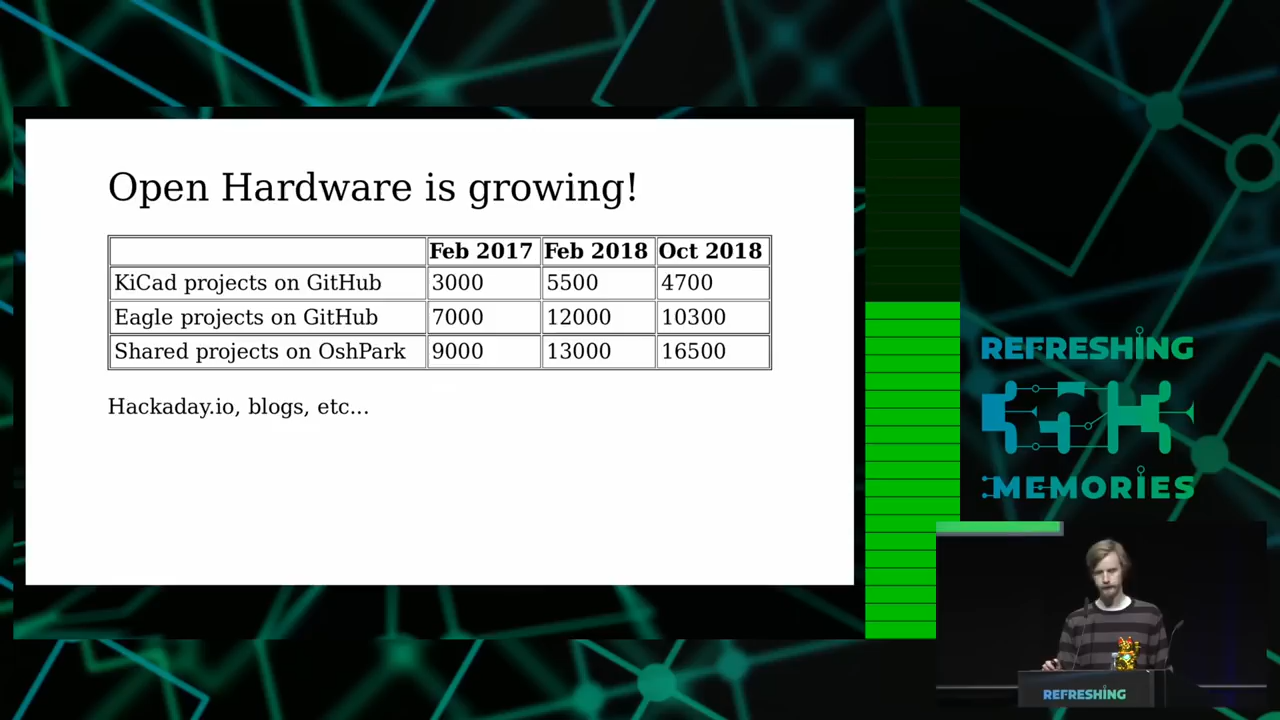 Open Hardware is growing!
Feb 2017 Feb 2018 Oct 2018
KiCad projects on GitHub 3000 5500 4700
Eagle projects on GitHub 7000 12000 10300
Shared projects on OshPark 9000 13000 16500
Hackaday.io, blogs, etc...
REFRESHING
35C3
MEMORIES
REFRESHING